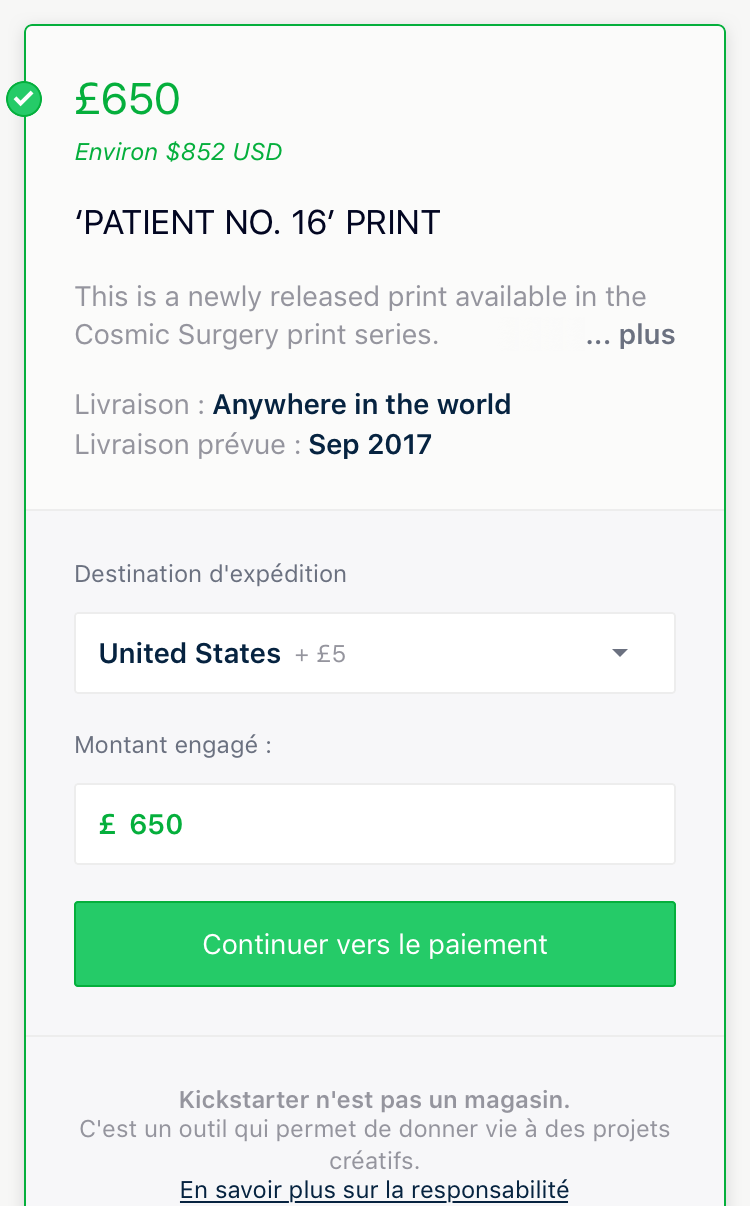 £650
Environ $852 USD
‘PATIENT NO. 16’ PRINT
This is a newly released print available in the
Cosmic Surgery print series. ... plus
Livraison : Anywhere in the world
Livraison prévue : Sep 2017
Destination d'expédition
United States + £5
Montant engagé :
£ 650
Continuer vers le paiement
Kickstarter n'est pas un magasin.
C'est un outil qui permet de donner vie à des projets
créatifs.
En savoir plus sur la responsabilité